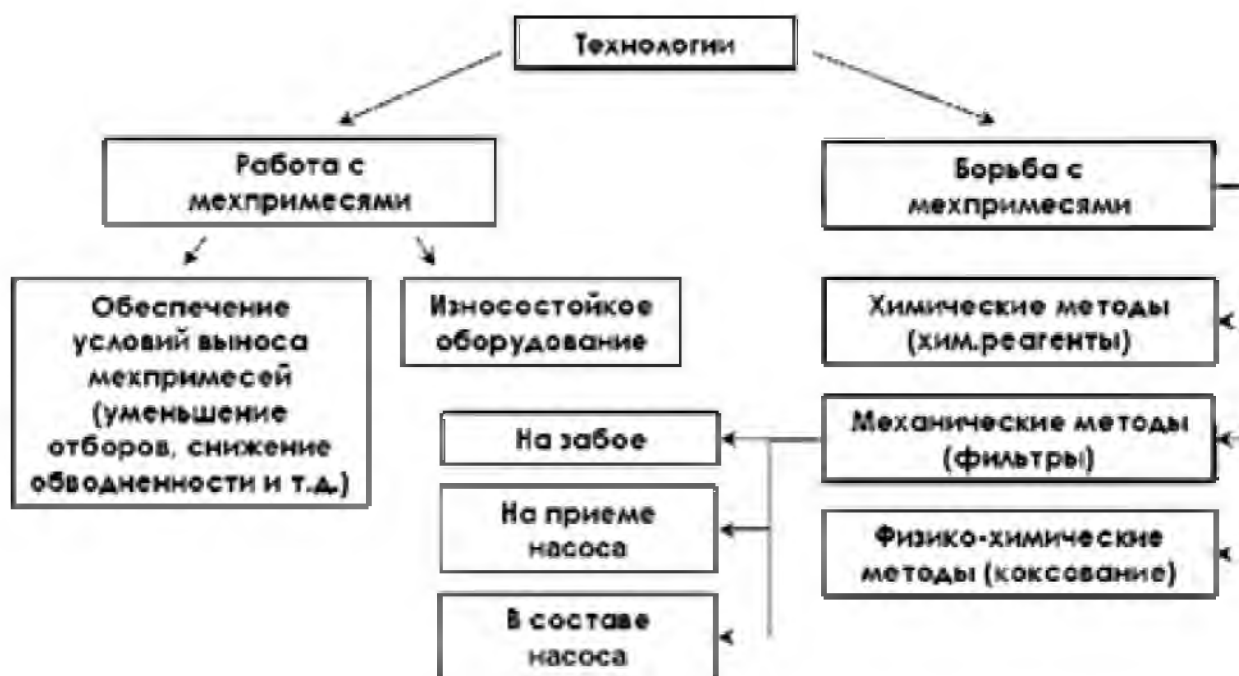 Технологии
Работа с
мехпримесями
Борьба с
мехпримесями
Обеспечение
условий выноса
мехпримесей
(уменьшение
отборов, снижение
обводненности и т.д.)
Износостойкое
оборудование
Химические методы
(хим.реагенты)
Механические методы
(фильтры)
На забое
На приеме
насоса
В составе
насоса
Физико-химические
методы (коксование)